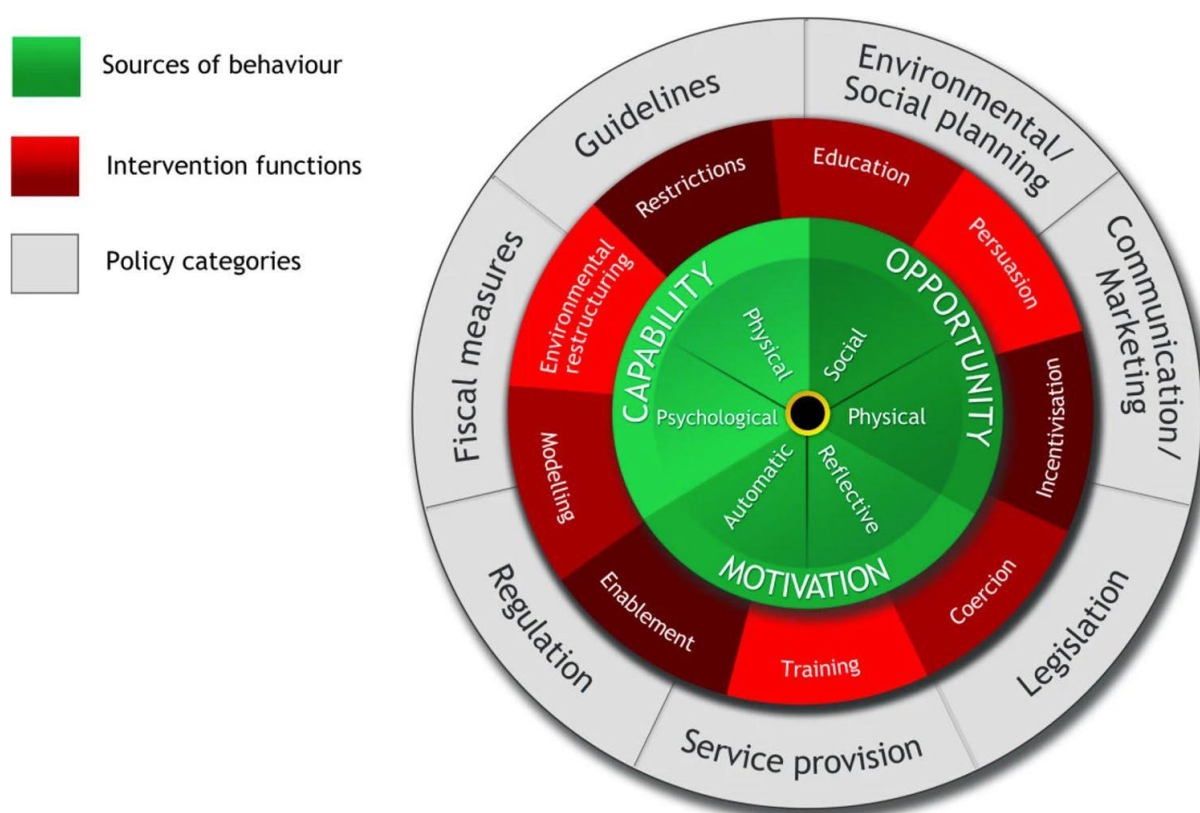 Sources of behaviour
Intervention functions
Policy categories
Guidelines
Environmental/
Social planning
Communication/
Marketing
Legislation
Service provision
Regulation
Fiscal measures
Restrictions
Education
Persuasion
Incentivisation
Coercion
Training
Enablement
Modelling
Environmental
restructuring
CAPABILITY
OPPORTUNITY
MOTIVATION
Physical
Social
Physical
Reflective
Automatic
Psychological